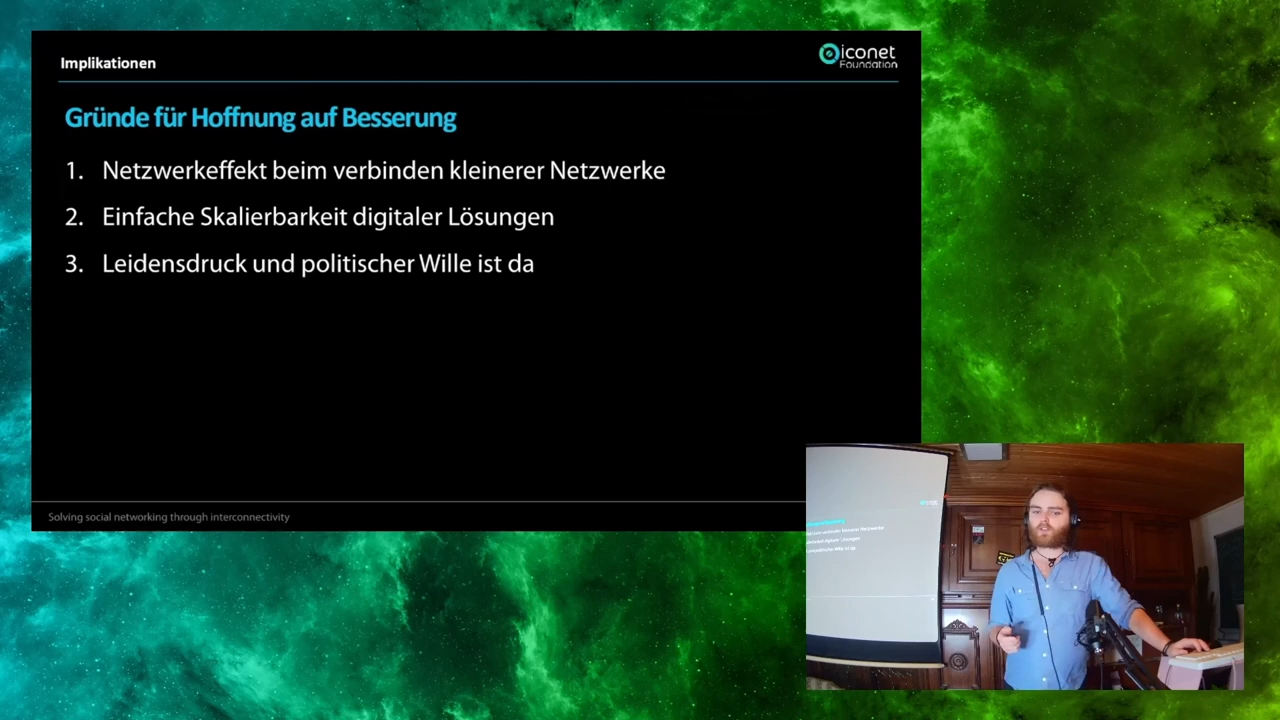 Implikationen
iconet
Foundation
Gründe für Hoffnung auf Besserung
1. Netzwerkeffekt beim verbinden kleinerer Netzwerke
2. Einfache Skalierbarkeit digitaler Lösungen
3. Leidensdruck und politischer Wille ist da
Solving social networking through interconnectivity